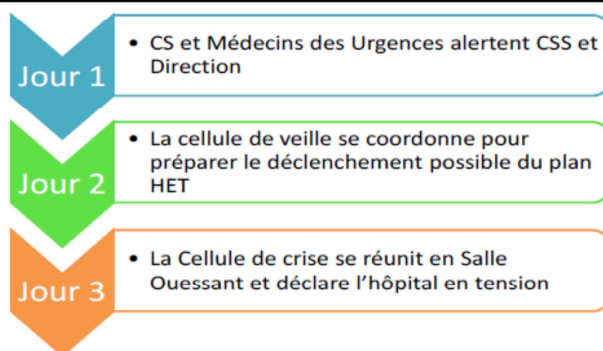 Jour 1
• CS et Médecins des Urgences alertent CSS et
Direction
Jour 2
• La cellule de veille se coordonne pour
préparer le déclenchement possible du plan
HET
Jour 3
• La Cellule de crise se réunit en Salle
Ouessant et déclare l'hôpital en tension